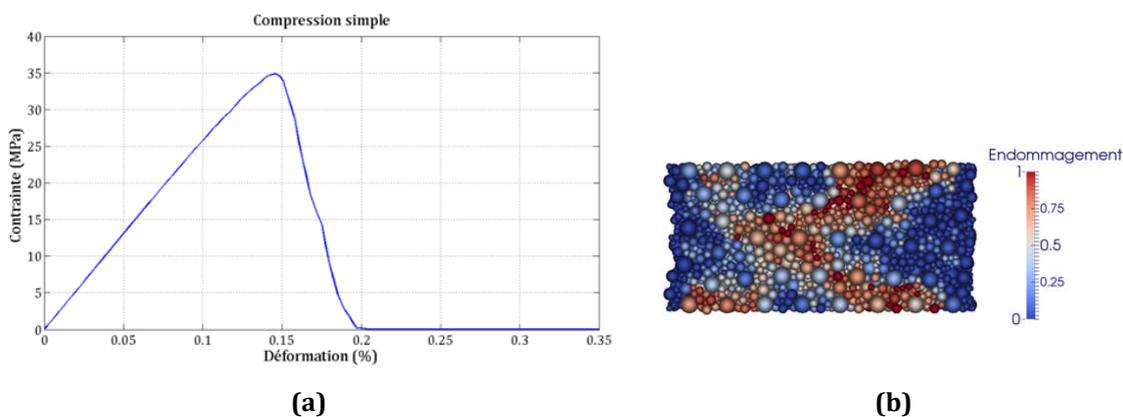 Compression simple
40
35
30
25
20
15
10
5
0
Contrainte (MPa)
0 0.05 0.1 0.15 0.2 0.25 0.3 0.35
Déformation (%)
(a)
Endommagement
1
0.75
0.5
0.25
0
(b)